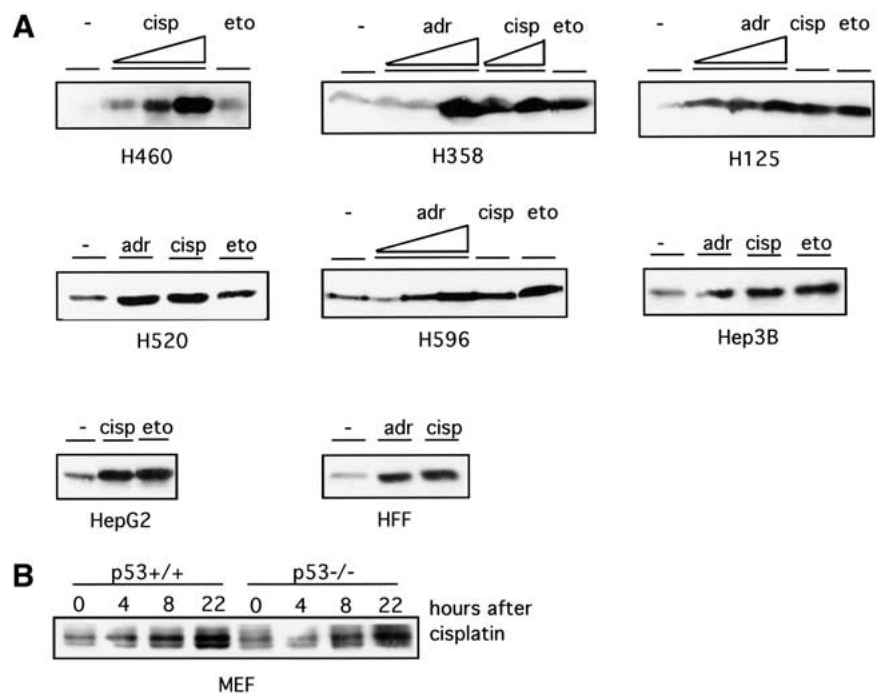 A
- cisp eto
H460
- adr cisp eto
H358
- adr cisp eto
H125
- adr cisp eto
H520
- adr cisp eto
H596
- adr cisp eto
Hep3B
- cisp eto
HepG2
- adr cisp
HFF
B
p53+/+ p53-/-
0 4 8 22 0 4 8 22 hours after
cisplatin
MEF